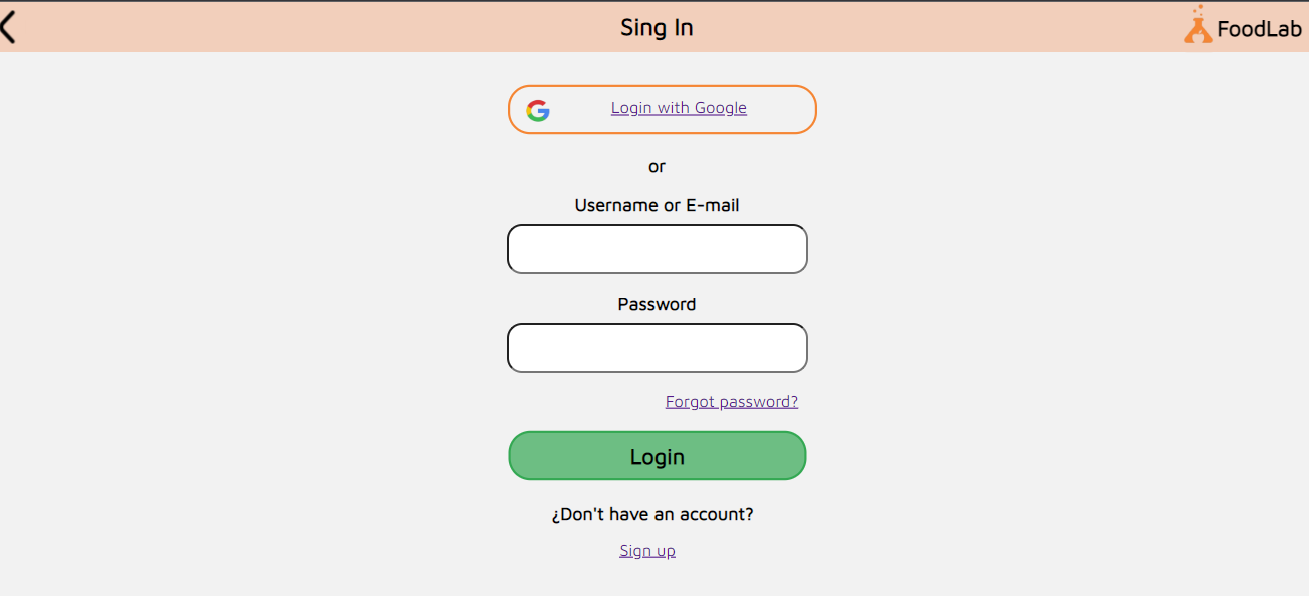 Sing In
FoodLab
Login with Google
or
Username or E-mail
Password
Forgot password?
Login
¿Don't have an account?
Sign up